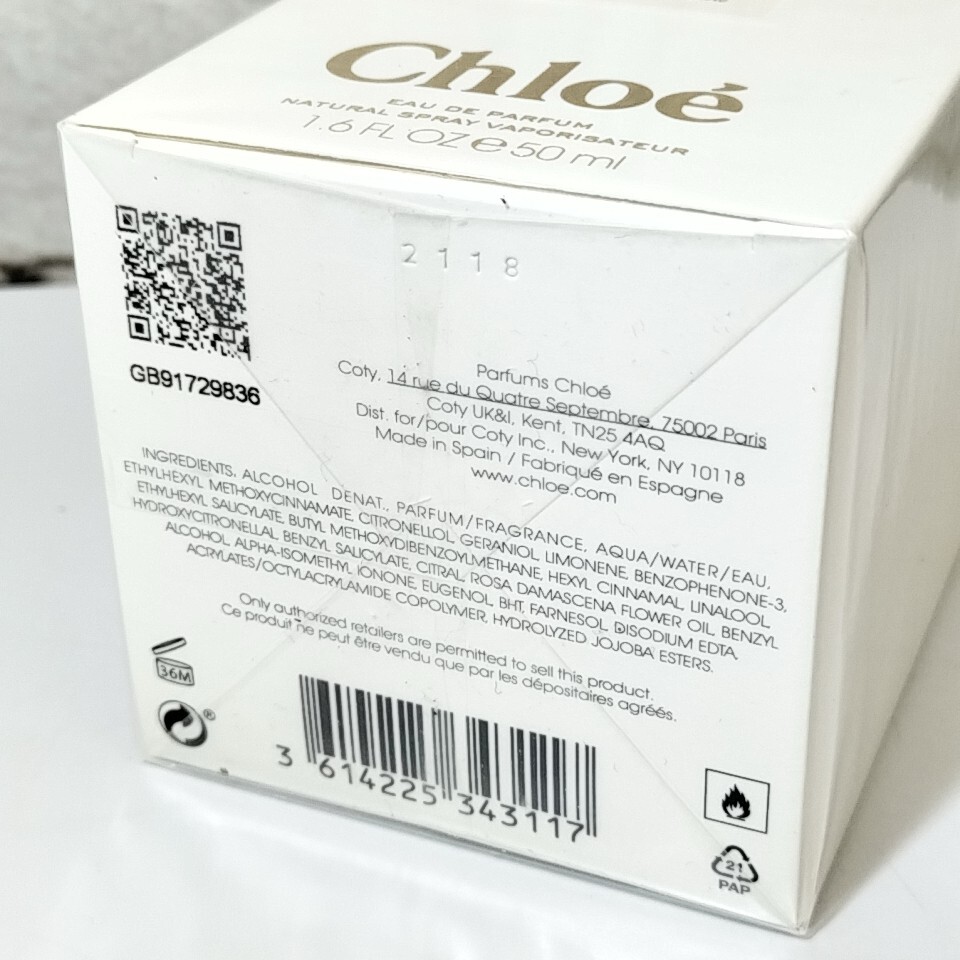 Chloé
EAU DE PARFUM
NATURAL SPRAY VAPORISATEUR
1.6 FL OZ e 50 ml
2118
GB91729836
Parfums Chloé
Coty, 14 rue du Quatre Septembre, 75002 Paris
Coty UK&I, Kent, TN25 4AQ
Dist. for/pour Coty Inc., New York, NY 10118
Made in Spain / Fabriqué en Espagne
www.chloe.com
INGREDIENTS, ALCOHOL DENAT., PARFUM/FRAGRANCE, AQUA/WATER/EAU,
ETHYLHEXYL METHOXYCINNAMATE, CITRONELLOL, GERANIOL, LIMONENE, BENZOPHENONE-3,
ETHYLHEXYL SALICYLATE, BUTYL METHOXYDIBENZOYLMETHANE, HEXYL CINNAMAL, LINALOOL
HYDROXYCITRONELLAL, BENZYL SALICYLATE, CITRAL, ROSA DAMASCENA FLOWER OIL, BENZYL
ALCOHOL, ALPHA-ISOMETHYL IONONE, EUGENOL, BHT, FARNESOL, DISODIUM EDTA,
ACRYLATES/OCTYLACRYLAMIDE COPOLYMER, HYDROLYZED JOJOBA ESTERS.
Only authorized retailers are permitted to sell this product.
Ce produit ne peut être vendu que par les dépositaires agréés.
36M
®
3 614225 343117
21
PAP